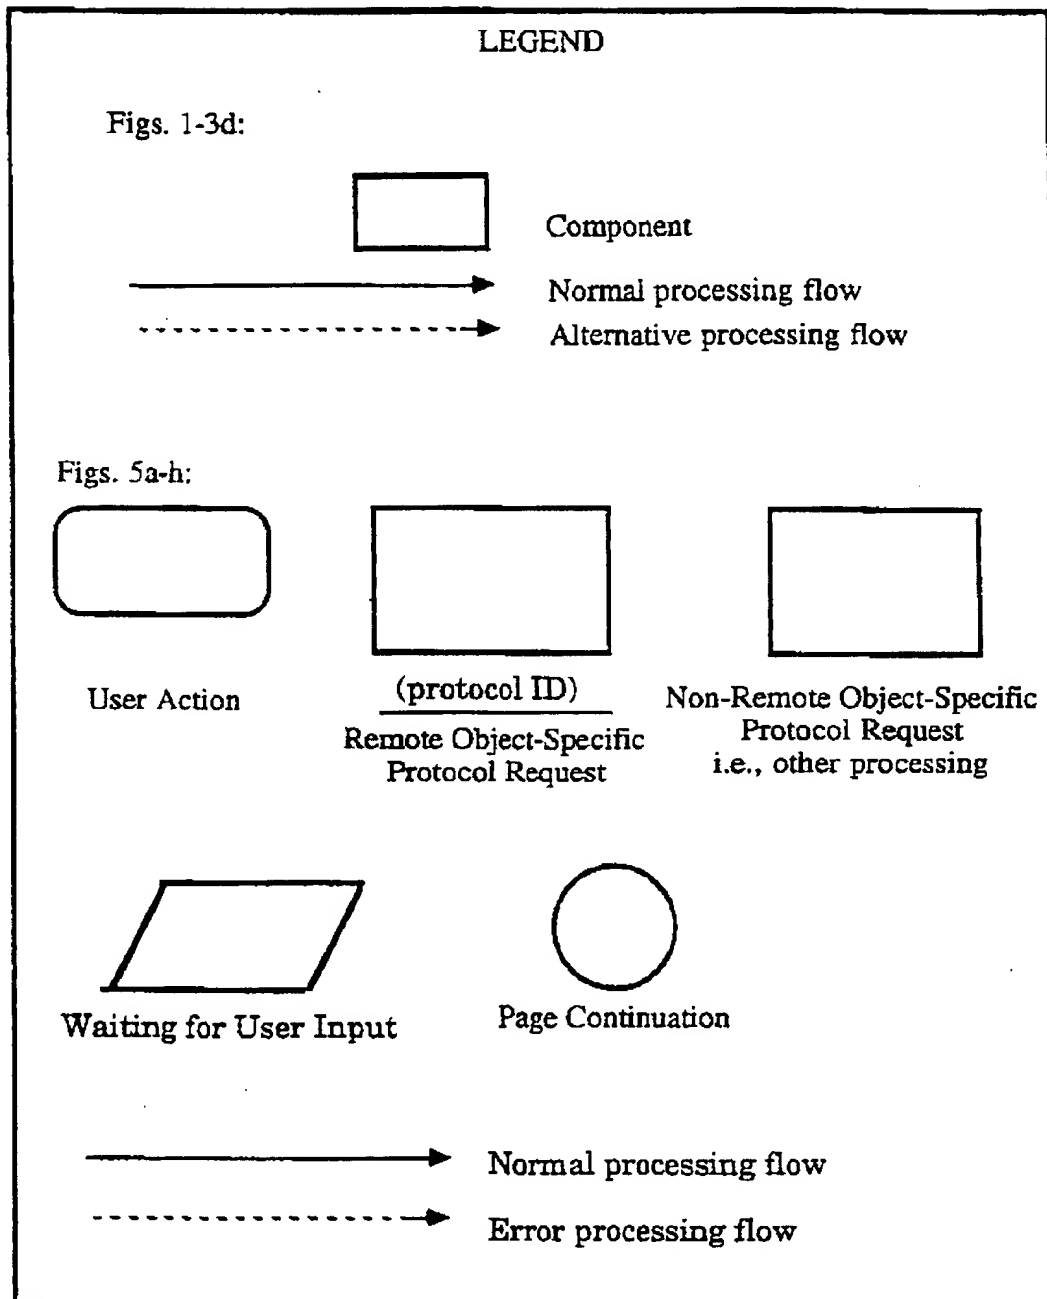 LEGEND
Figs. 1-3d:
Component
Normal processing flow
Alternative processing flow
Figs. 5a-h:
User Action
(protocol ID)
Remote Object-Specific
Protocol Request
Non-Remote Object-Specific
Protocol Request
i.e., other processing
Waiting for User Input
Page Continuation
Normal processing flow
Error processing flow